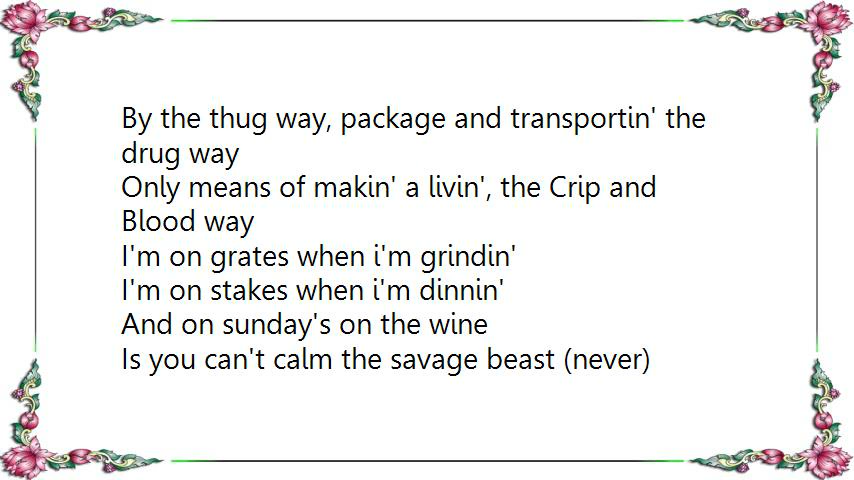 By the thug way, package and transportin' the
drug way
Only means of makin' a livin', the Crip and
Blood way
I'm on grates when i'm grindin'
I'm on stakes when i'm dinnin'
And on sunday's on the wine
Is you can't calm the savage beast (never)